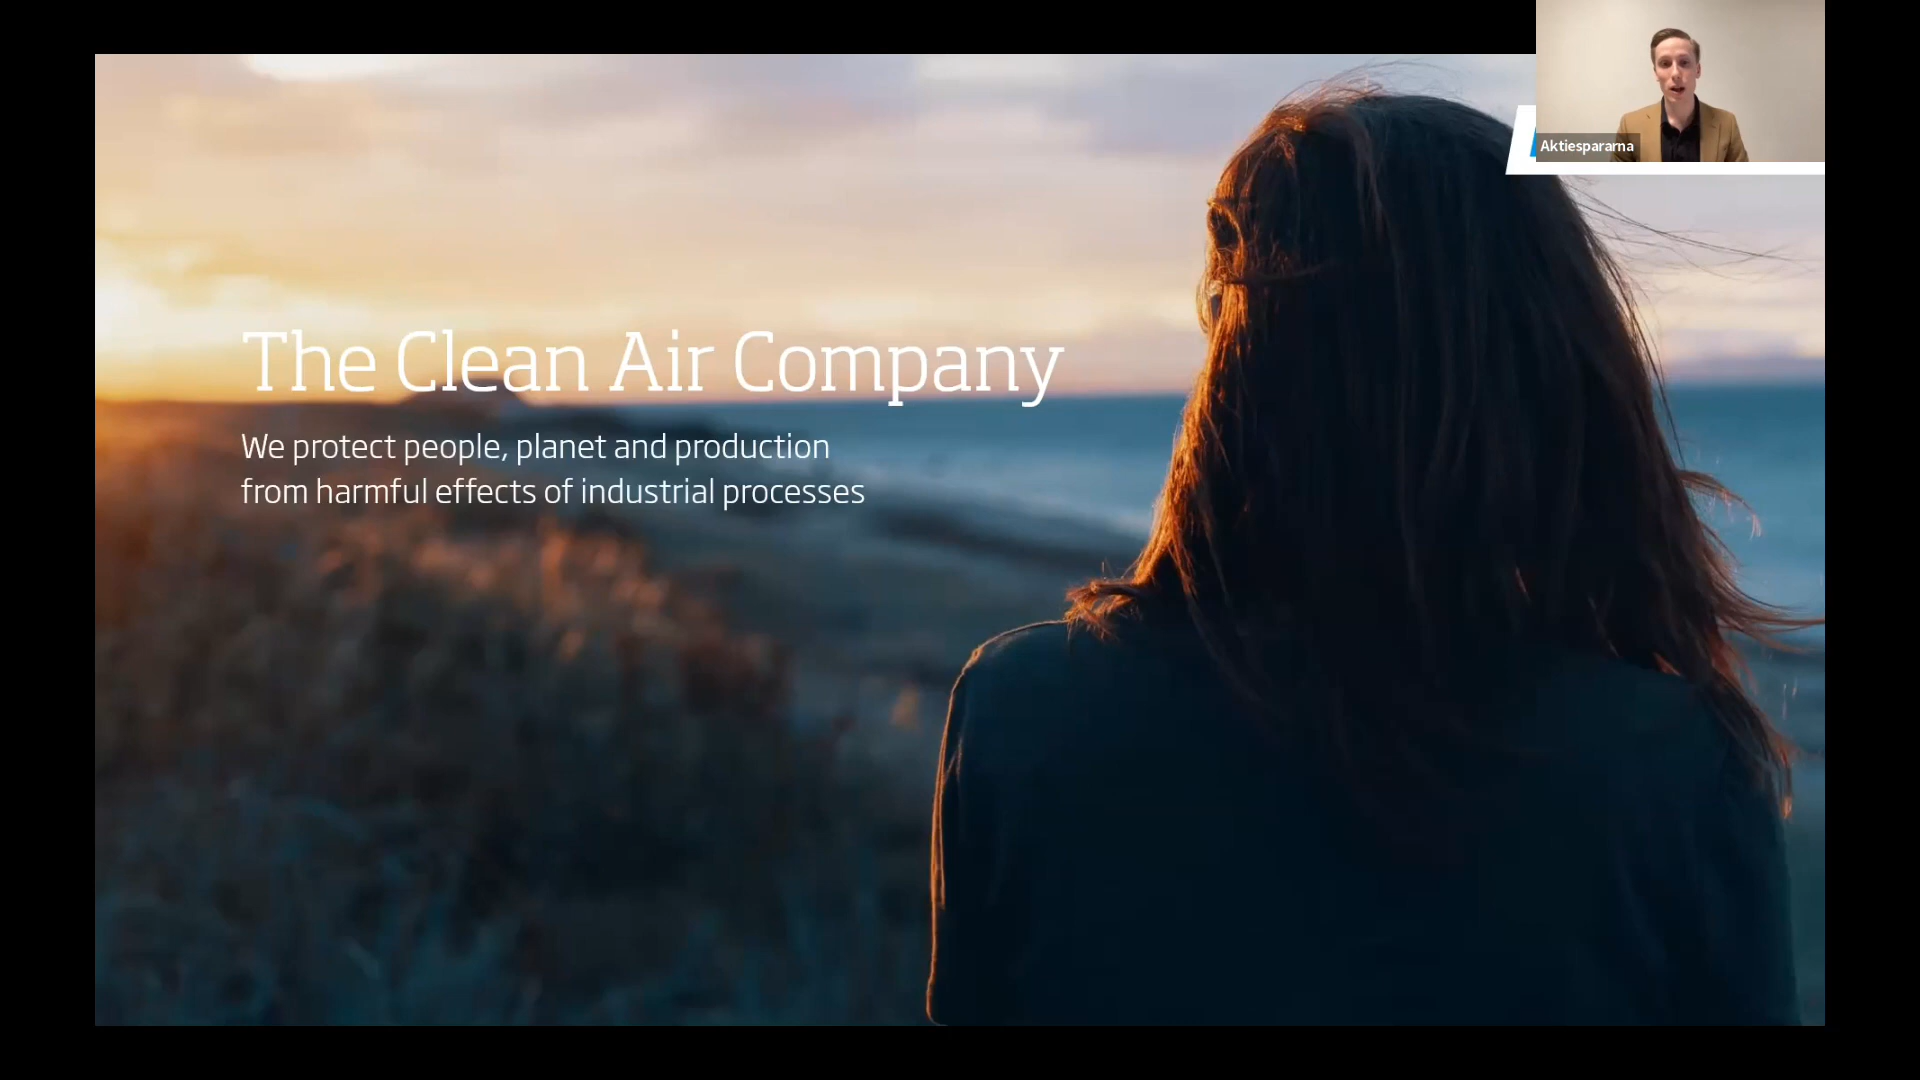 The Clean Air Company
We protect people, planet and production
from harmful effects of industrial processes
Aktiespararna